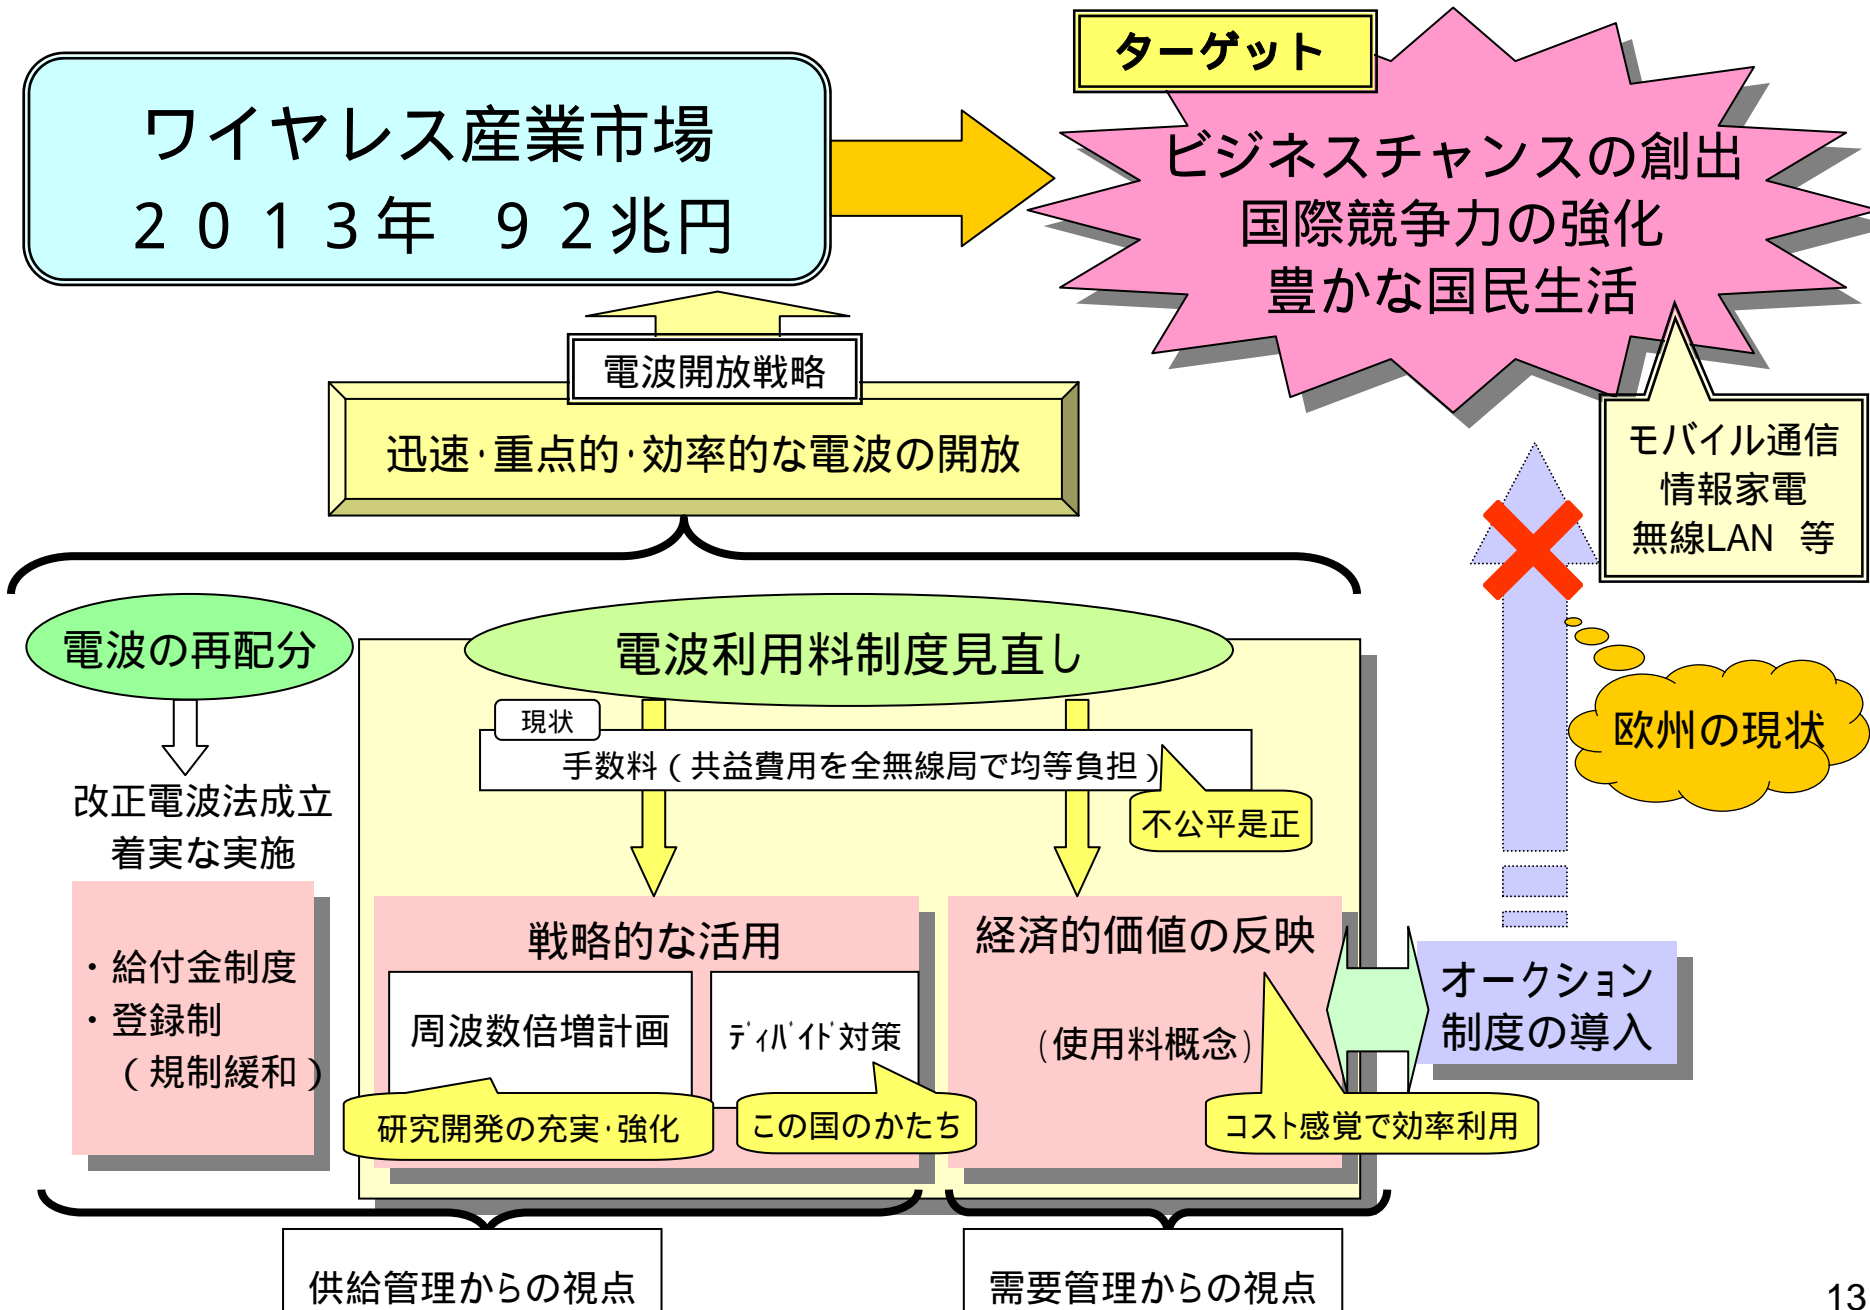 ターゲット
ワイヤレス産業市場
２０１３年　９２兆円
ビジネスチャンスの創出
国際競争力の強化
豊かな国民生活
電波開放戦略
迅速・重点的・効率的な電波の開放
モバイル通信
情報家電
無線LAN　等
電波の再配分
電波利用料制度見直し
現状
手数料（共益費用を全無線局で均等負担）
不公平是正
欧州の現状
改正電波法成立
着実な実施
・給付金制度
・登録制
（規制緩和）
戦略的な活用
周波数倍増計画
ﾃﾞｨﾊﾞｲﾄﾞ対策
研究開発の充実・強化
この国のかたち
経済的価値の反映
(使用料概念)
コスト感覚で効率利用
オークション
制度の導入
供給管理からの視点
需要管理からの視点
13